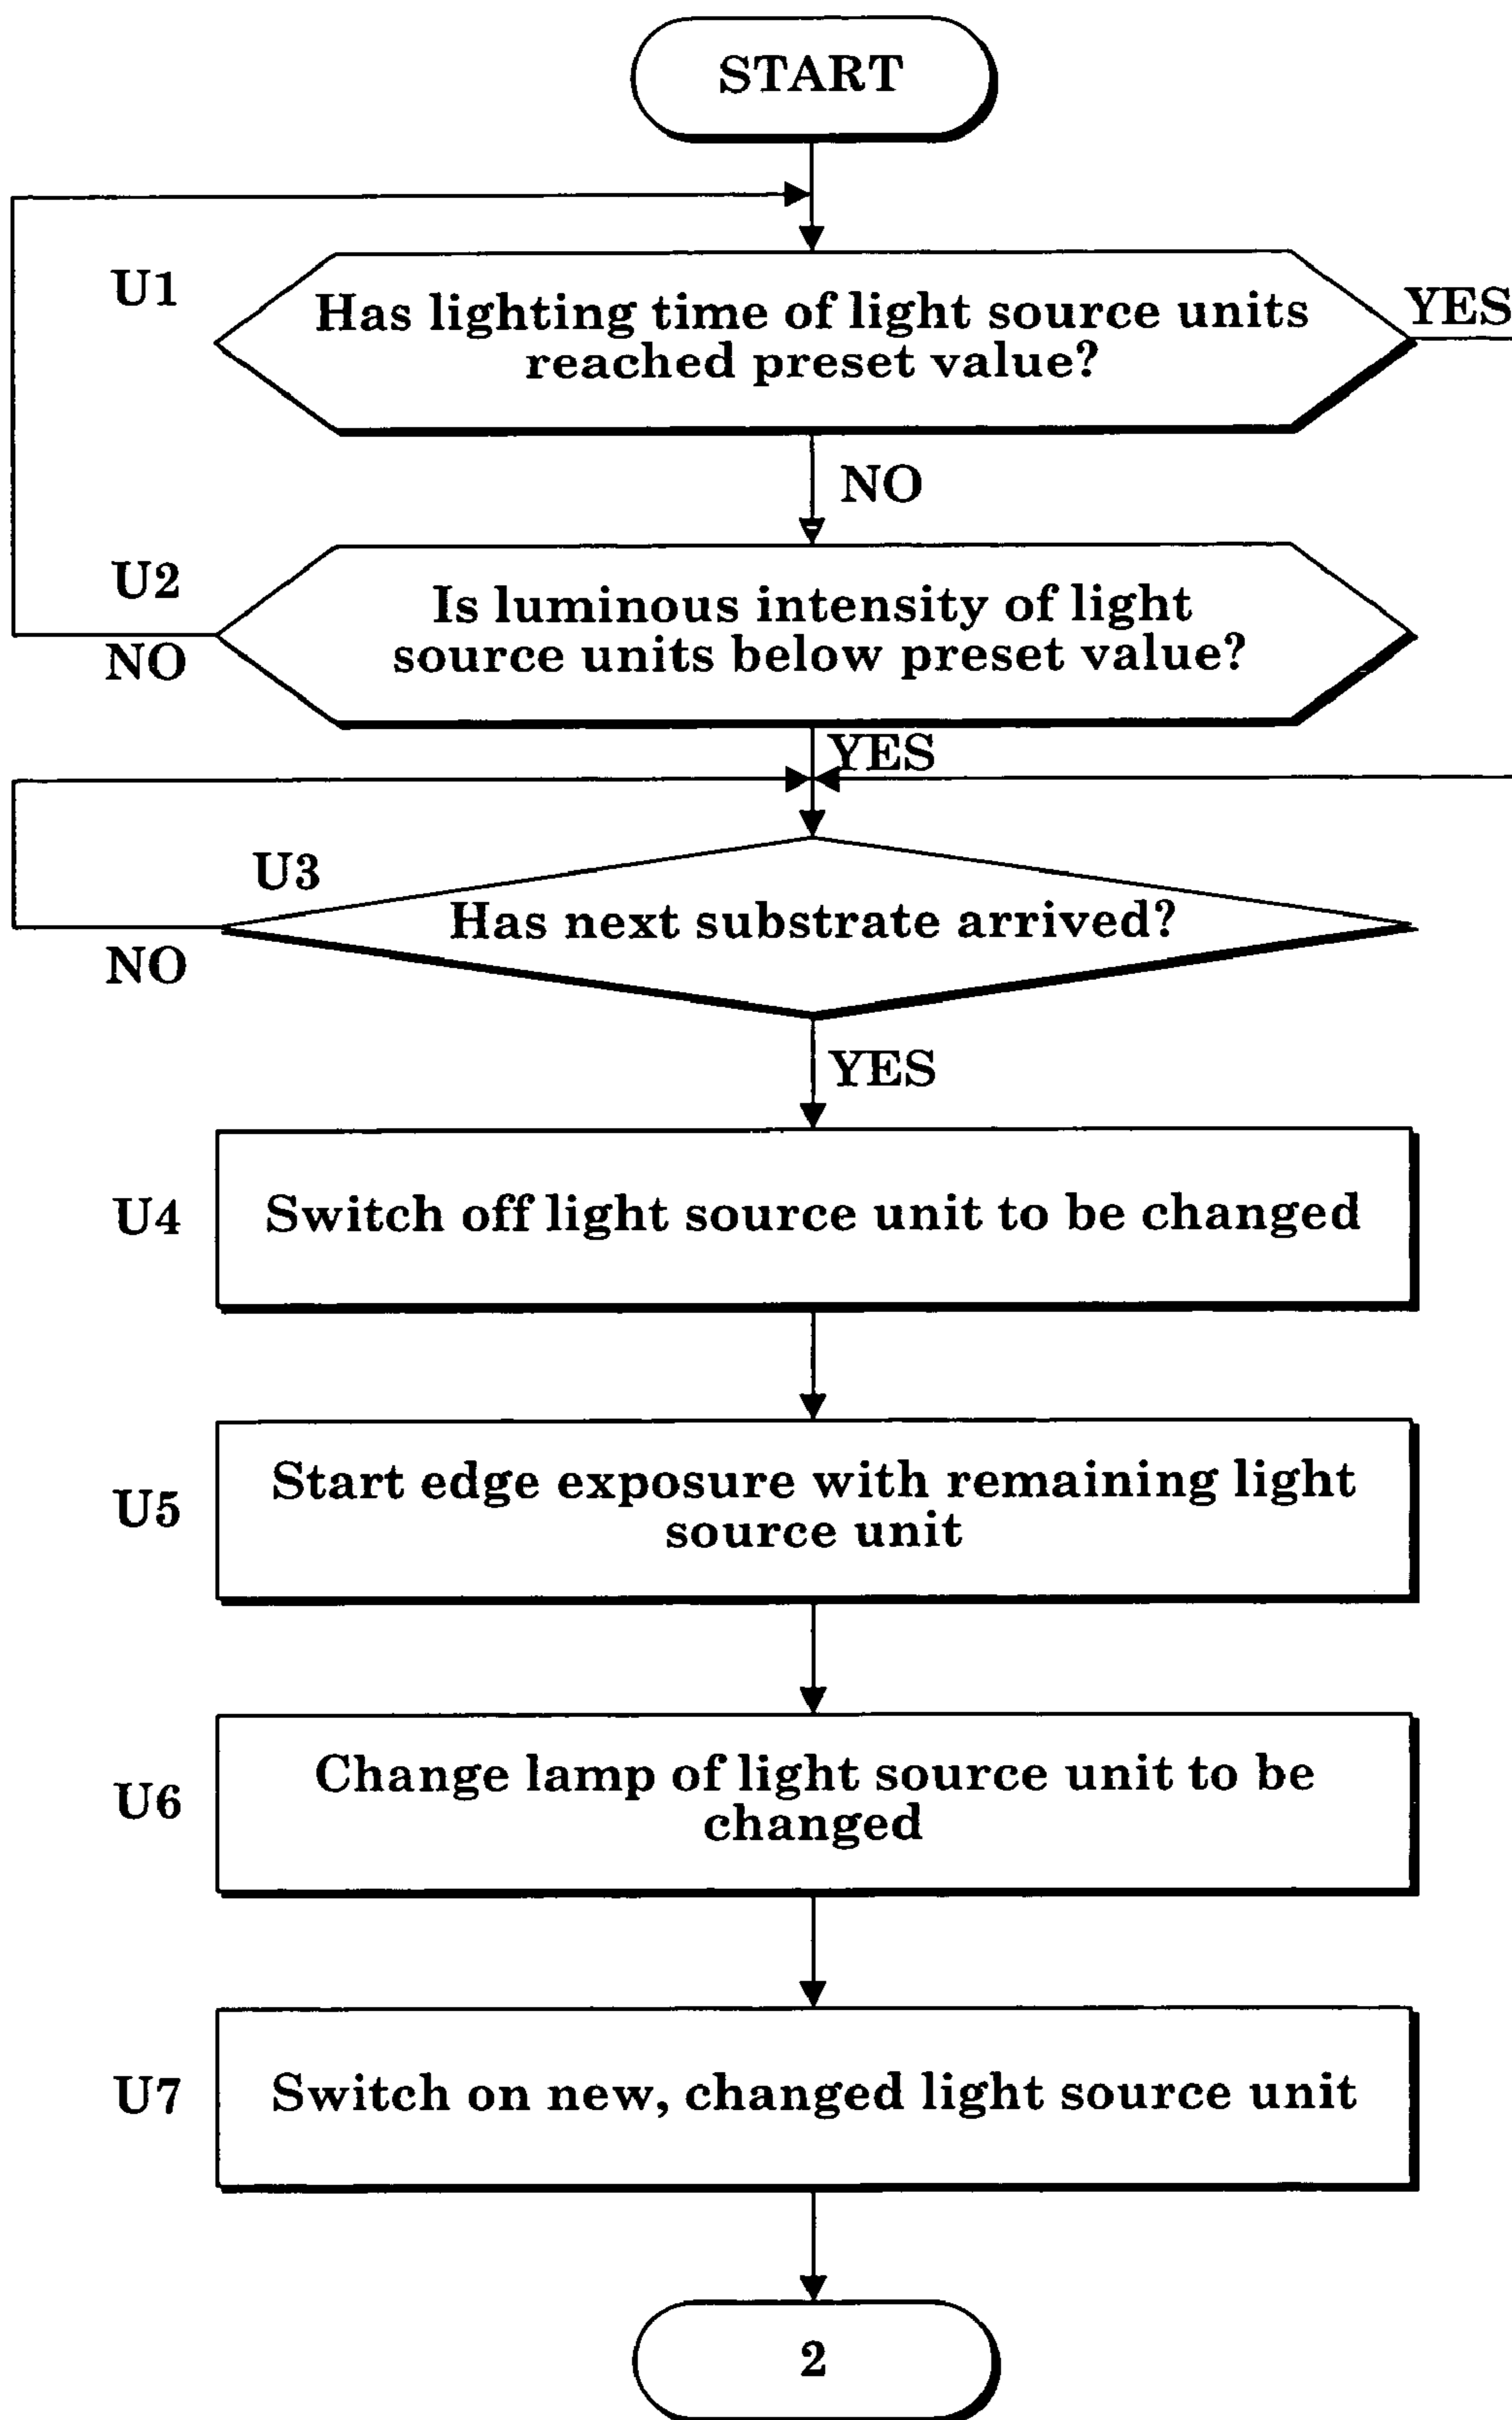 START
U1
Has lighting time of light source units
reached preset value?
YES
NO
U2
Is luminous intensity of light
source units below preset value?
NO
YES
U3
Has next substrate arrived?
NO
YES
U4
Switch off light source unit to be changed
U5
Start edge exposure with remaining light
source unit
U6
Change lamp of light source unit to be
changed
U7
Switch on new, changed light source unit
2